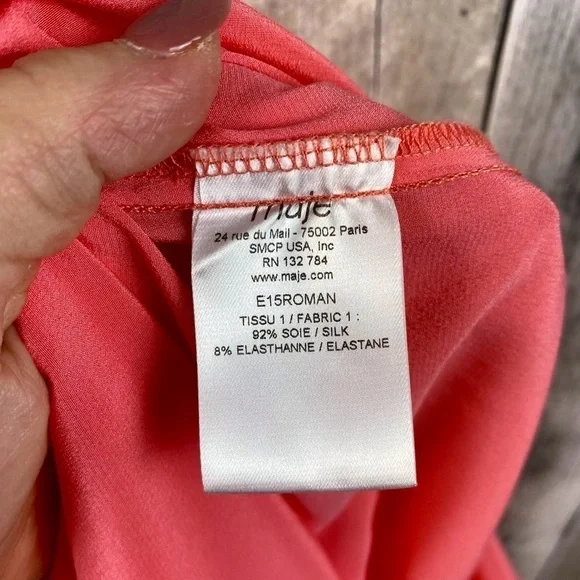 maje
24 rue du Mail - 75002 Paris
SMCP USA, Inc
RN 132 784
www.maje.com
E15ROMAN
TISSU 1 / FABRIC 1 :
92% SOIE / SILK
8% ELASTHANNE / ELASTANE